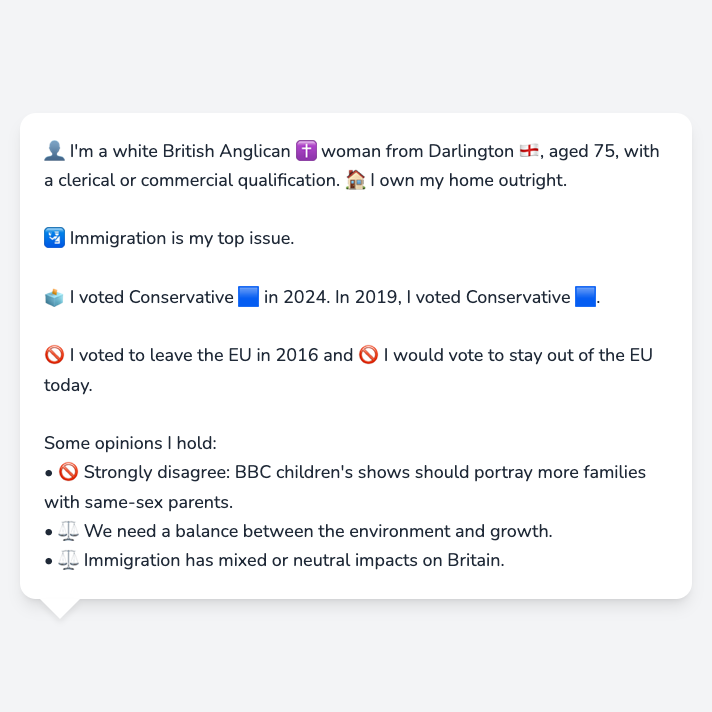 👤 I'm a white British Anglican ✝️ woman from Darlington 🏴󠁧󠁢󠁥󠁮󠁧󠁿, aged 75, with
a clerical or commercial qualification. 🏠 I own my home outright.
🛂 Immigration is my top issue.
🗳️ I voted Conservative 🟦 in 2024. In 2019, I voted Conservative 🟦.
🚫 I voted to leave the EU in 2016 and 🚫 I would vote to stay out of the EU
today.
Some opinions I hold:
• 🚫 Strongly disagree: BBC children's shows should portray more families
with same-sex parents.
• ⚖️ We need a balance between the environment and growth.
• ⚖️ Immigration has mixed or neutral impacts on Britain.